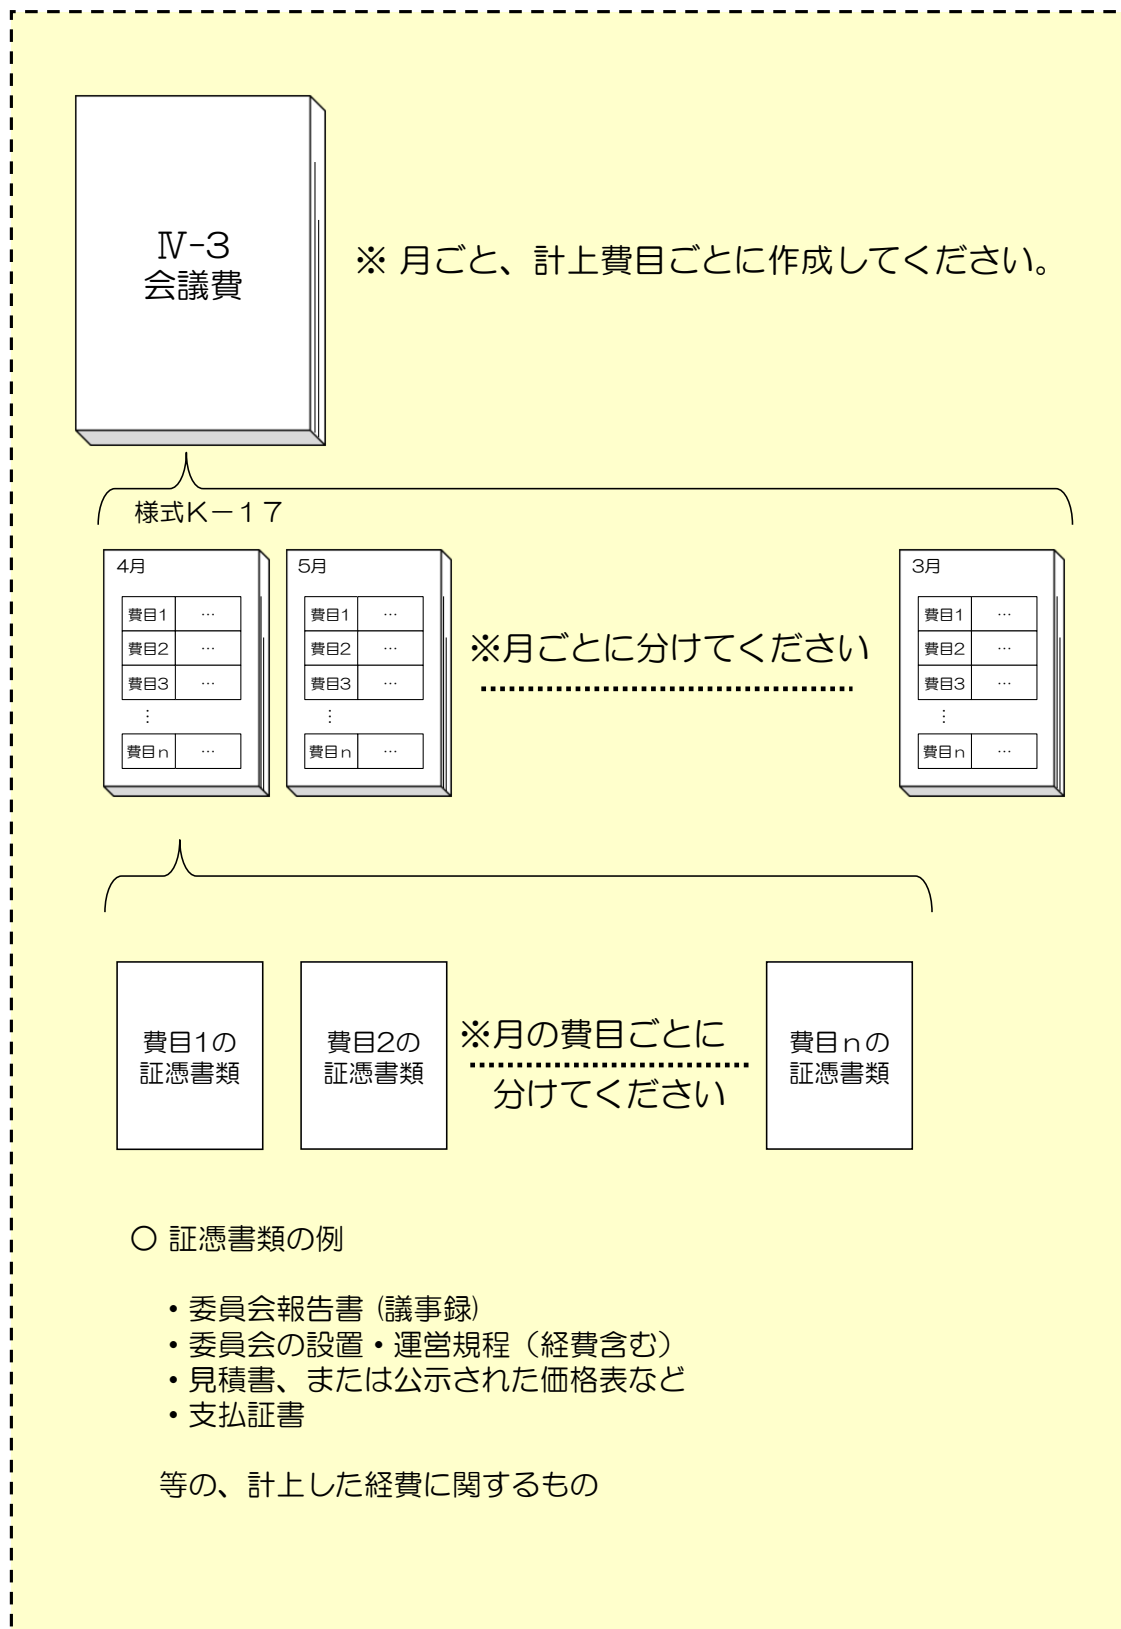 Ⅳ-3
会議費
※ 月ごと、計上費目ごとに作成してください。
様式K－１７
4月
費目1 …
費目2 …
費目3 …
⋮
費目ｎ …
5月
費目1 …
費目2 …
費目3 …
⋮
費目ｎ …
※月ごとに分けてください
3月
費目1 …
費目2 …
費目3 …
⋮
費目ｎ …
費目1の
証憑書類
費目2の
証憑書類
※月の費目ごとに
分けてください
費目ｎの
証憑書類
○ 証憑書類の例
・委員会報告書 (議事録)
・委員会の設置・運営規程（経費含む）
・見積書、または公示された価格表など
・支払証書
等の、計上した経費に関するもの